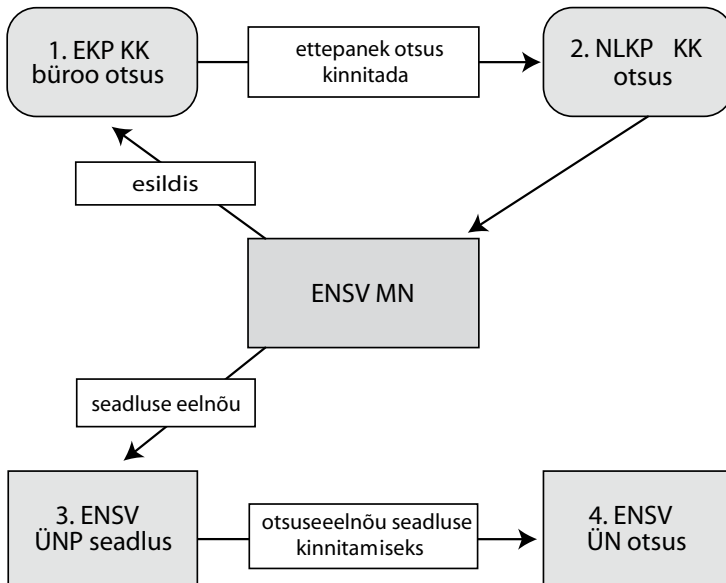 1. EKP KK
büroo otsus
ettepanek otsus
kinnitada
2. NLKP KK
otsus
esildis
ENSV MN
seadluse eelnõu
3. ENSV
ÜNP seadlus
otsuseeelnõu seadluse
kinnitamiseks
4. ENSV
ÜN otsus